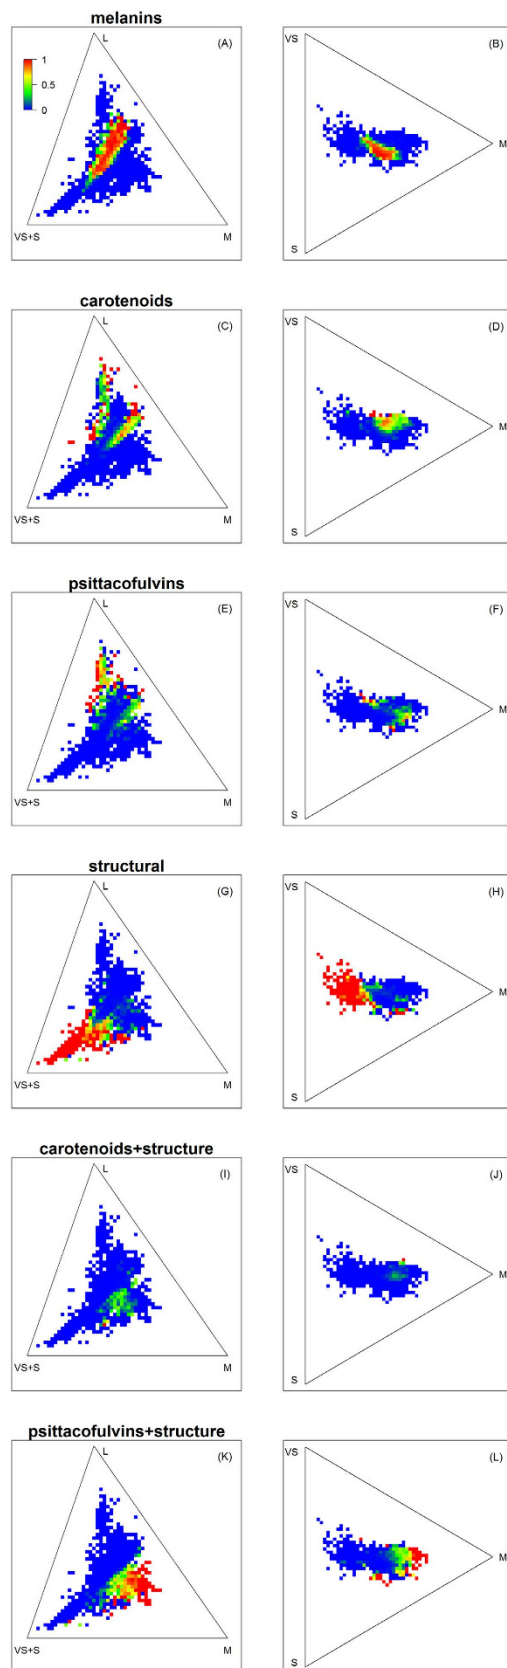 melanins
L
(A)
1
0.5
0
VS+S
M
VS
(B)
M
S
carotenoids
L
(C)
VS+S
M
VS
(D)
M
S
psittacofulvins
L
(E)
VS+S
M
VS
(F)
M
S
structural
L
(G)
VS+S
M
VS
(H)
M
S
carotenoids+structure
L
(I)
VS+S
M
VS
(J)
M
S
psittacofulvins+structure
L
(K)
VS+S
M
VS
(L)
M
S